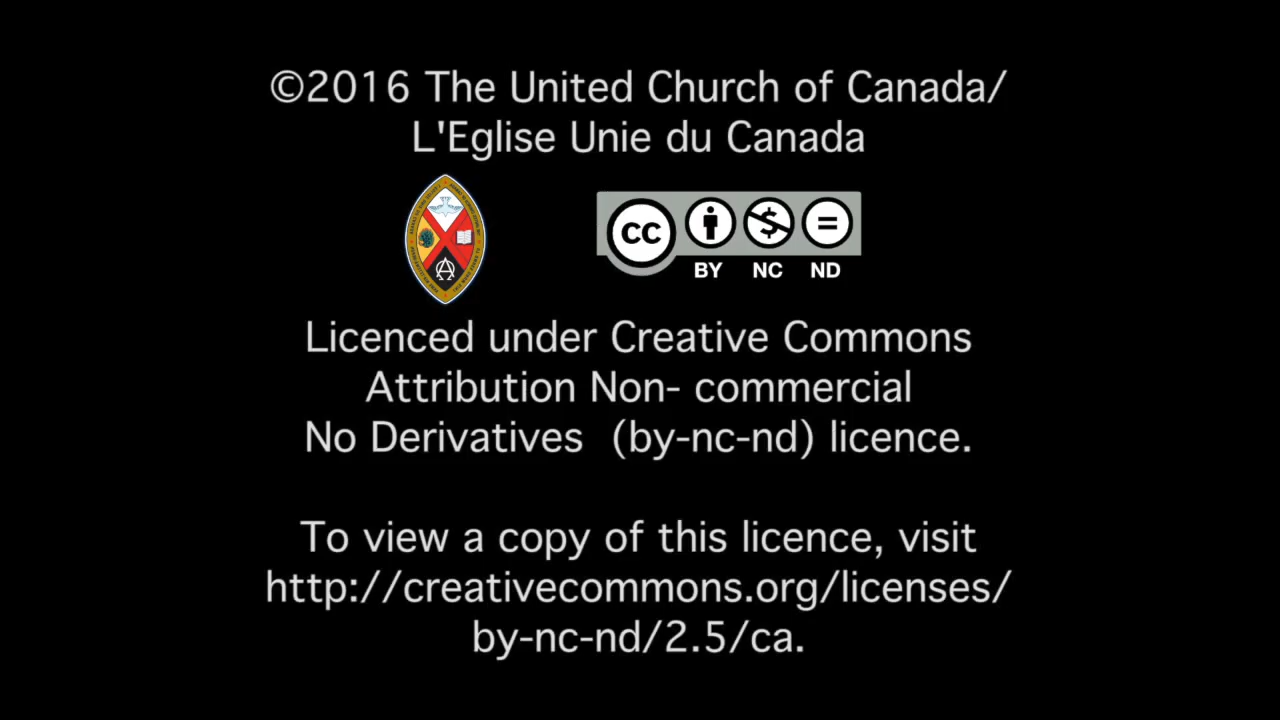 ©2016 The United Church of Canada/
L'Eglise Unie du Canada
cc
BY NC ND
Licenced under Creative Commons
Attribution Non- commercial
No Derivatives  (by-nc-nd) licence.
To view a copy of this licence, visit
http://creativecommons.org/licenses/
by-nc-nd/2.5/ca.